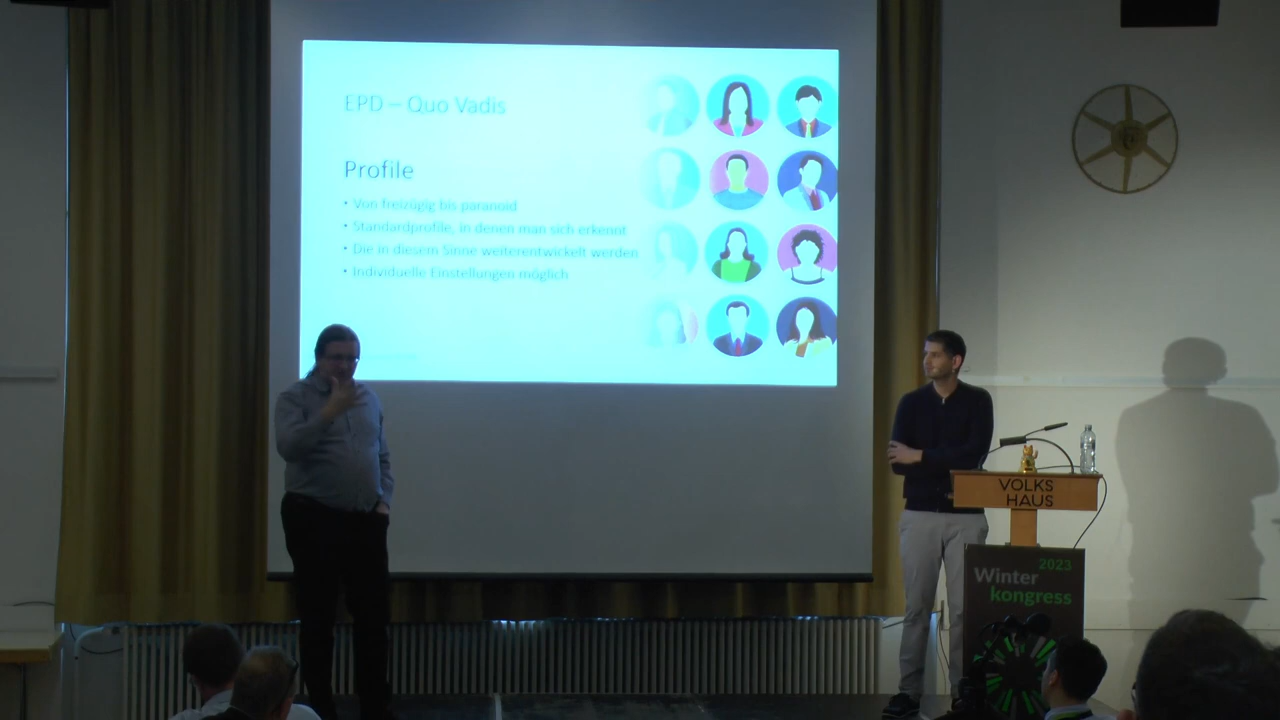 EPD – Quo Vadis
Profile
• Von freizügig bis paranoid
• Standardprofile, in denen man sich erkennt
• Die in diesem Sinne weiterentwickelt werden
• Individuelle Einstellungen möglich
VOLKS
HAUS
2023
Winter
kongress